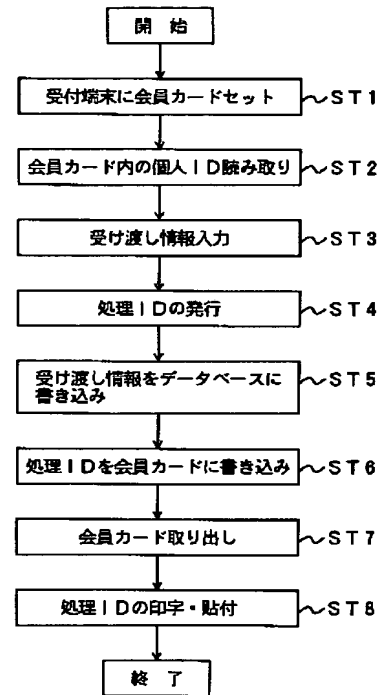 開　始
受付端末に会員カードセット ～ST1
会員カード内の個人ID読み取り ～ST2
受け渡し情報入力 ～ST3
処理IDの発行 ～ST4
受け渡し情報をデータベースに ～ST5
書き込み
処理IDを会員カードに書き込み ～ST6
会員カード取り出し ～ST7
処理IDの印字・貼付 ～ST8
終　了